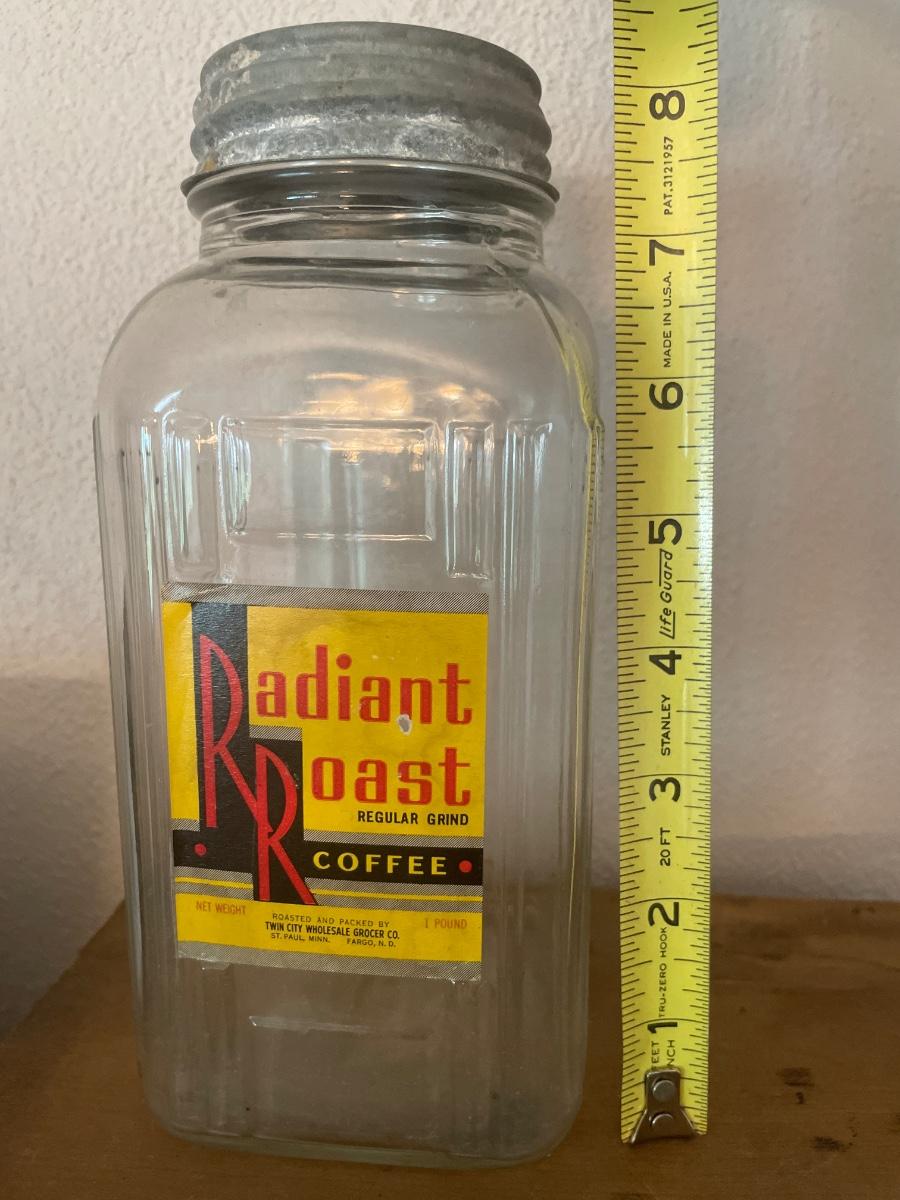 Radiant
Roast
REGULAR GRIND
COFFEE
NET WEIGHT
1 POUND
ROASTED AND PACKED BY
TWIN CITY WHOLESALE GROCER CO.
ST. PAUL, MINN. FARGO, N. D.
8
PAT. 3121957
7
MADE IN U.S.A.
6
5
life Guard
4
STANLEY
3
20 FT
2
TRU-ZERO HOOK
1
EET
NCH